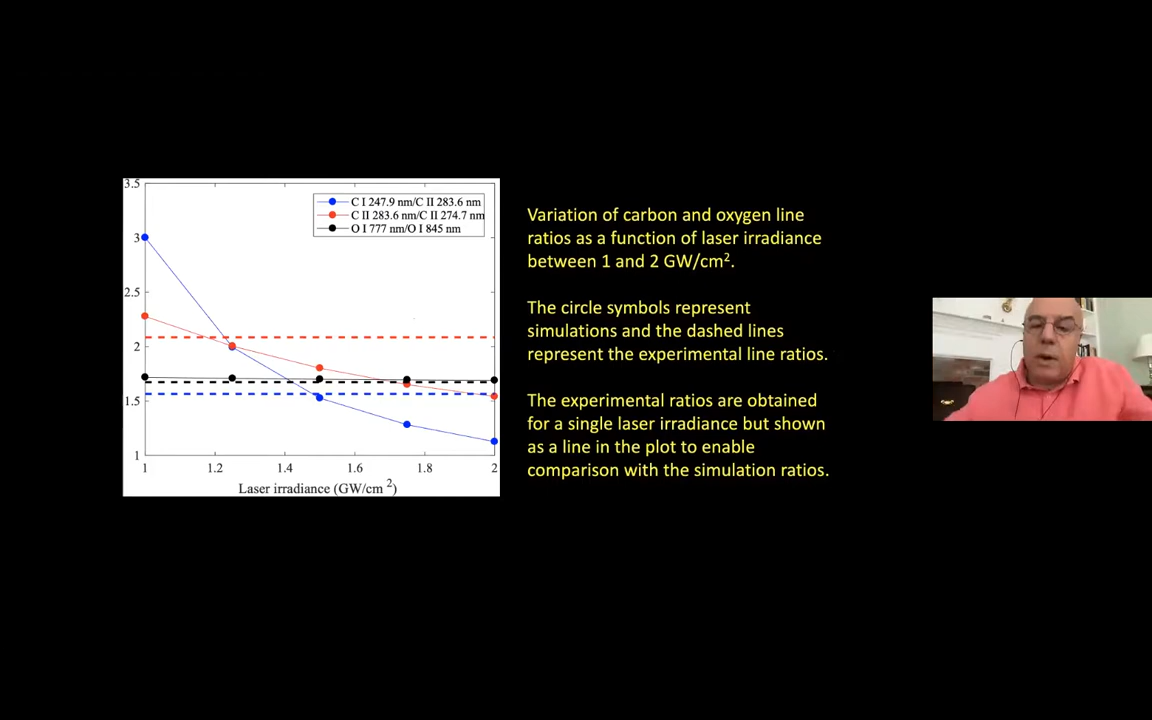 3.5
3
2.5
2
1.5
1
C I 247.9 nm/C II 283.6 nm
C II 283.6 nm/C II 274.7 nm
O I 777 nm/O I 845 nm
1 1.2 1.4 1.6 1.8 2
Laser irradiance (GW/cm 2)
Variation of carbon and oxygen line
ratios as a function of laser irradiance
between 1 and 2 GW/cm².
The circle symbols represent
simulations and the dashed lines
represent the experimental line ratios.
The experimental ratios are obtained
for a single laser irradiance but shown
as a line in the plot to enable
comparison with the simulation ratios.